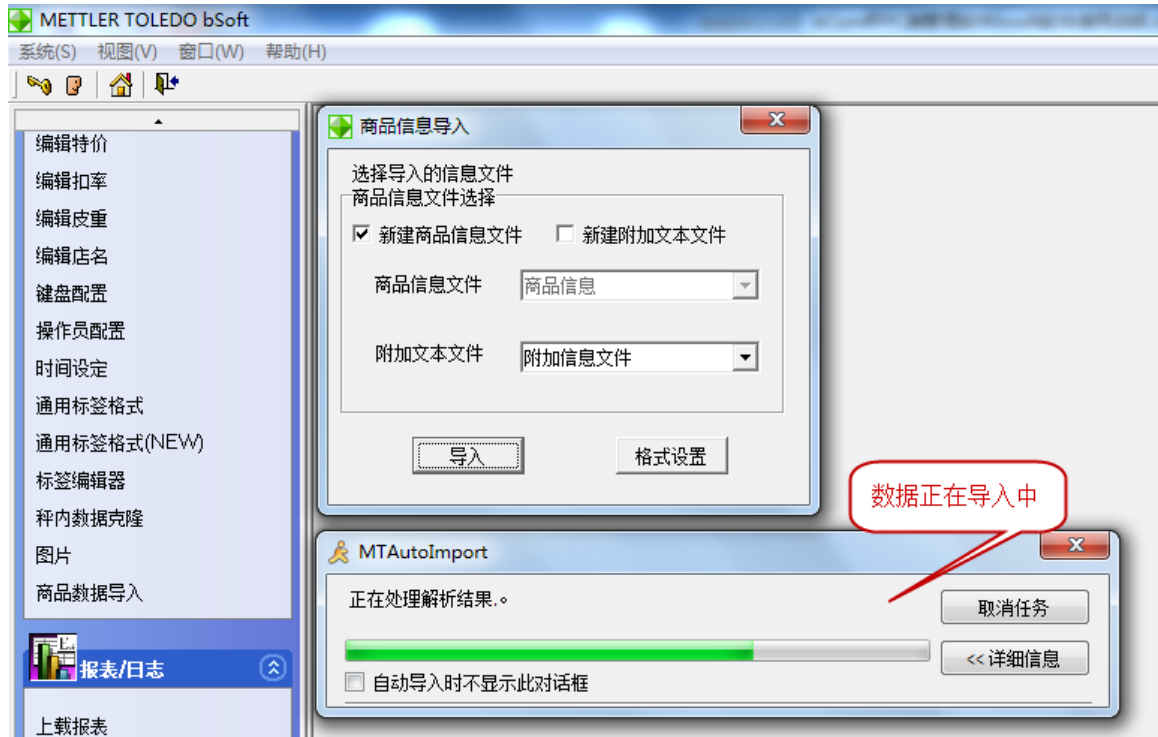 METTLER TOLEDO bSoft
系统(S) 视图(V) 窗口(W) 帮助(H)
编辑特价
编辑扣率
编辑皮重
编辑店名
键盘配置
操作员配置
时间设定
通用标签格式
通用标签格式(NEW)
标签编辑器
秤内数据克隆
图片
商品数据导入
报表/日志
上载报表
商品信息导入
选择导入的信息文件
商品信息文件选择
新建商品信息文件 新建附加文本文件
商品信息文件 商品信息
附加文本文件 附加信息文件
导入 格式设置
数据正在导入中
MTAutoImport
正在处理解析结果.。
取消任务
<<详细信息
自动导入时不显示此对话框